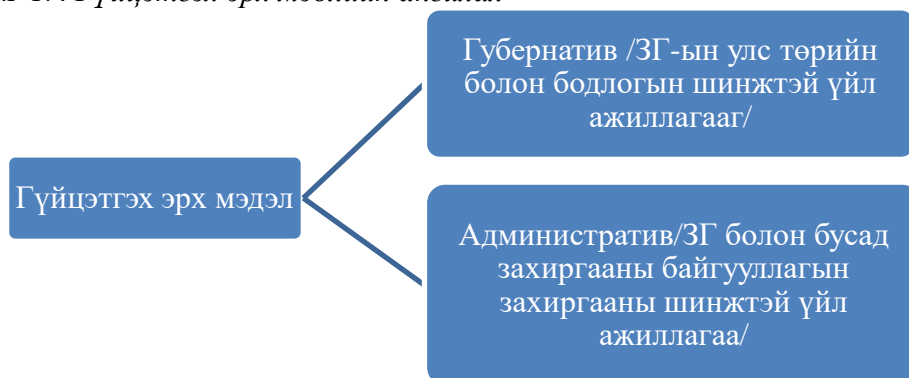 Губернатив /ЗГ-ын улс төрийн
болон бодлогын шинжтэй үйл
ажиллагааг/
Гүйцэтгэх эрх мэдэл
Административ/ЗГ болон бусад
захиргааны байгууллагын
захиргааны шинжтэй үйл
ажиллагаа/